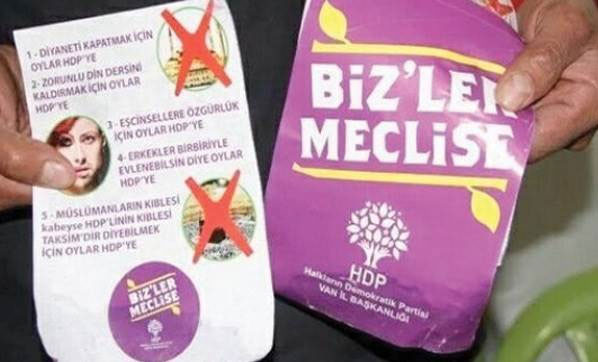 1 - DİYANETİ KAPATMAK İÇİN
OYLAR HDP'YE
2- ZORUNLU DİN DERSİNİ
KALDIRMAK İÇİN OYLAR
HDP'YE
3 - EŞCİNSELLERE ÖZGÜRLÜK
İÇİN OYLAR HDP'YE
4 - ERKEKLER BİRBİRİYLE
EVLENEBİLSİN DİYE OYLAR
HDP'YE
5 - MÜSLÜMANLARIN KIBLESİ
kabeyse HDP'LİNİN KIBLESİ
TAKSİM'DİR DİYEBİLMEK
İÇİN OYLAR HDP'YE
BİZ'LER
MECLİSE
HDP
BİZ'LER
MECLİSE
HDP
Halkların Demokratik Partisi
VAN İL BAŞKANLIĞI